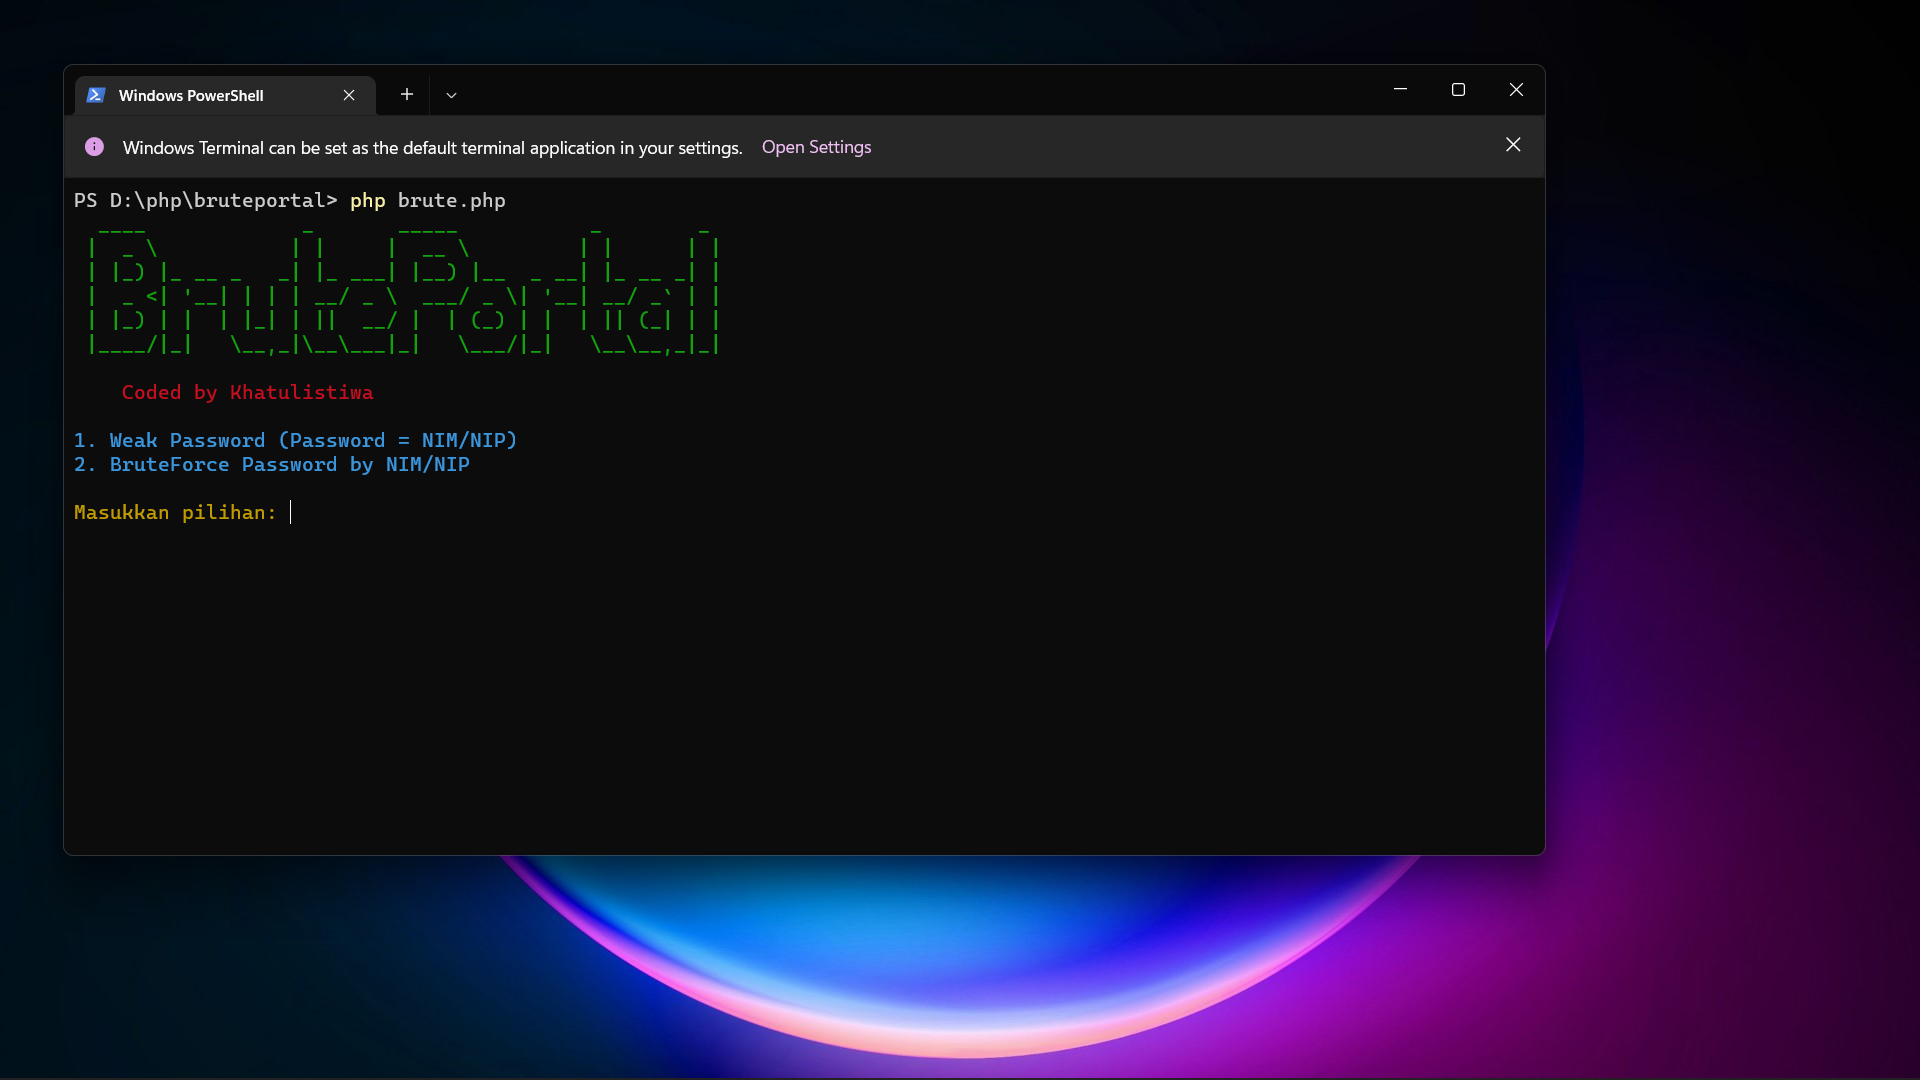 Windows PowerShell
Windows Terminal can be set as the default terminal application in your settings. Open Settings
PS D:\php\bruteportal> php brute.php
BrutePortal
Coded by Khatulistiwa
1. Weak Password (Password = NIM/NIP)
2. BruteForce Password by NIM/NIP
Masukkan pilihan: